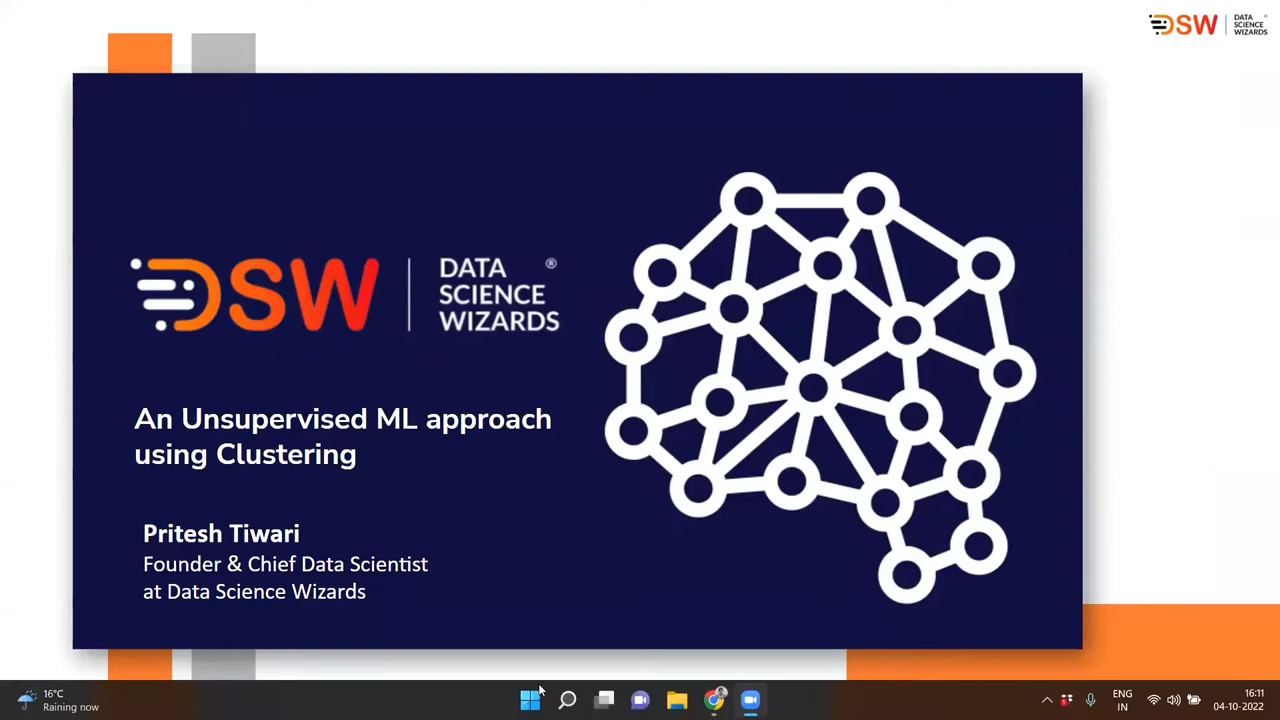 DSW DATA SCIENCE WIZARDS ®
DSW
DATA ®
SCIENCE
WIZARDS
An Unsupervised ML approach
using Clustering
Pritesh Tiwari
Founder & Chief Data Scientist
at Data Science Wizards
16°C
Raining now
ENG
IN
16:11
04-10-2022